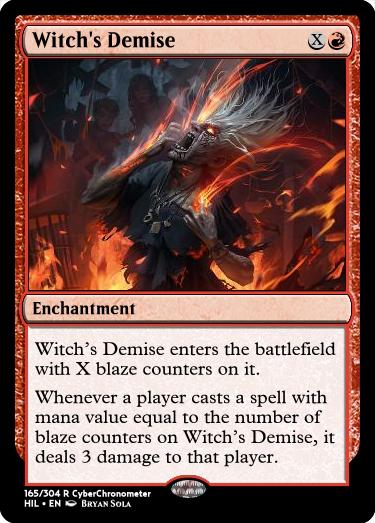 Witch's Demise X
Enchantment
Witch's Demise enters the battlefield
with X blaze counters on it.
Whenever a player casts a spell with
mana value equal to the number of
blaze counters on Witch's Demise, it
deals 3 damage to that player.
165/304 R CyberChronometer
HIL • EN Bryan Sola